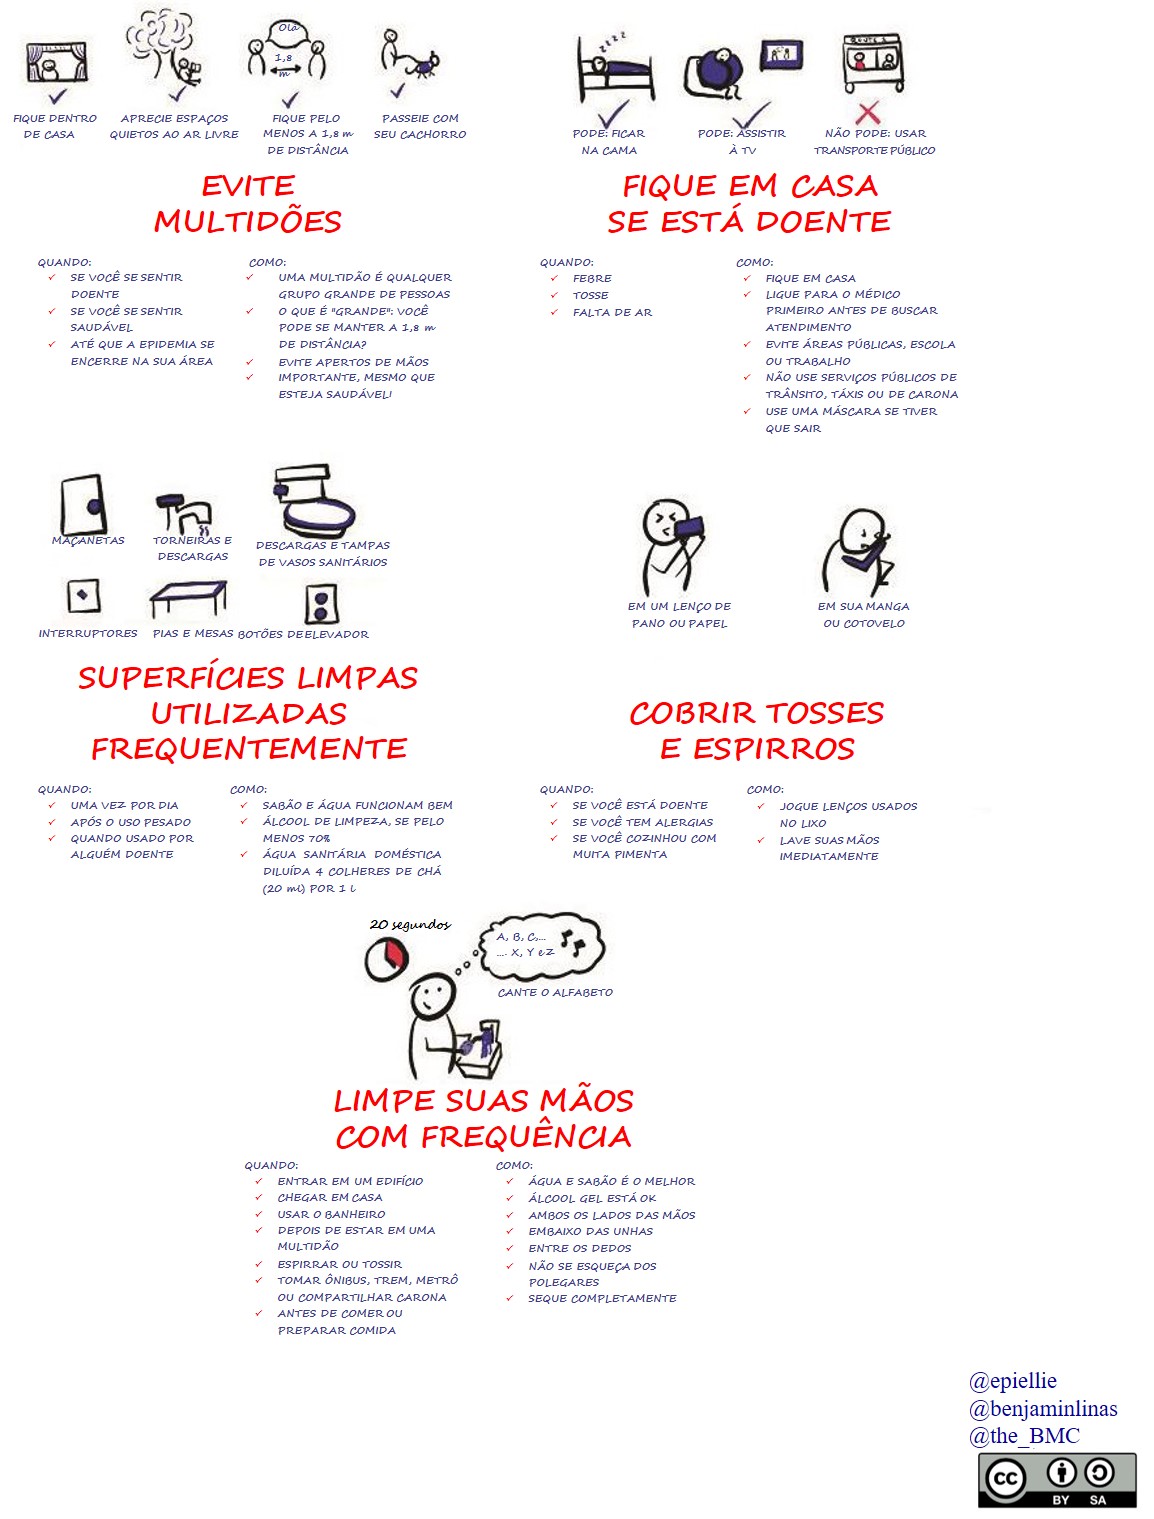 Olá
1,8
m
FIQUE DENTRO
DE CASA
APRECIE ESPAÇOS
QUIETOS AO AR LIVRE
FIQUE PELO
MENOS A 1,8 m
DE DISTÂNCIA
PASSEIE COM
SEU CACHORRO
EVITE
MULTIDÕES
QUANDO:
SE VOCÊ SE SENTIR
DOENTE
SE VOCÊ SE SENTIR
SAUDÁVEL
ATÉ QUE A EPIDEMIA SE
ENCERRE NA SUA ÁREA
COMO:
UMA MULTIDÃO É QUALQUER
GRUPO GRANDE DE PESSOAS
O QUE É "GRANDE": VOCÊ
PODE SE MANTER A 1,8 m
DE DISTÂNCIA?
EVITE APERTOS DE MÃOS
IMPORTANTE, MESMO QUE
ESTEJA SAUDÁVEL!
zzzz
ROUTE 1
PODE: FICAR
NA CAMA
PODE: ASSISTIR
À TV
NÃO PODE: USAR
TRANSPORTE PÚBLICO
FIQUE EM CASA
SE ESTÁ DOENTE
QUANDO:
FEBRE
TOSSE
FALTA DE AR
COMO:
FIQUE EM CASA
LIGUE PARA O MÉDICO
PRIMEIRO ANTES DE BUSCAR
ATENDIMENTO
EVITE ÁREAS PÚBLICAS, ESCOLA
OU TRABALHO
NÃO USE SERVIÇOS PÚBLICOS DE
TRÂNSITO, TÁXIS OU DE CARONA
USE UMA MÁSCARA SE TIVER
QUE SAIR
MAÇANETAS
TORNEIRAS E
DESCARGAS
DESCARGAS E TAMPAS
DE VASOS SANITÁRIOS
INTERRUPTORES
PIAS E MESAS
BOTÕES DE ELEVADOR
SUPERFÍCIES LIMPAS
UTILIZADAS
FREQUENTEMENTE
QUANDO:
UMA VEZ POR DIA
APÓS O USO PESADO
QUANDO USADO POR
ALGUÉM DOENTE
COMO:
SABÃO E ÁGUA FUNCIONAM BEM
ÁLCOOL DE LIMPEZA, SE PELO
MENOS 70%
ÁGUA SANITÁRIA DOMÉSTICA
DILUÍDA 4 COLHERES DE CHÁ
(20 ml) POR 1 l
EM UM LENÇO DE
PANO OU PAPEL
EM SUA MANGA
OU COTOVELO
COBRIR TOSSES
E ESPIRROS
QUANDO:
SE VOCÊ ESTÁ DOENTE
SE VOCÊ TEM ALERGIAS
SE VOCÊ COZINHOU COM
MUITA PIMENTA
COMO:
JOGUE LENÇOS USADOS
NO LIXO
LAVE SUAS MÃOS
IMEDIATAMENTE
20 segundos
A, B, C,...
.... X, Y e Z
CANTE O ALFABETO
LIMPE SUAS MÃOS
COM FREQUÊNCIA
QUANDO:
ENTRAR EM UM EDIFÍCIO
CHEGAR EM CASA
USAR O BANHEIRO
DEPOIS DE ESTAR EM UMA
MULTIDÃO
ESPIRRAR OU TOSSIR
TOMAR ÔNIBUS, TREM, METRÔ
OU COMPARTILHAR CARONA
ANTES DE COMER OU
PREPARAR COMIDA
COMO:
ÁGUA E SABÃO É O MELHOR
ÁLCOOL GEL ESTÁ OK
AMBOS OS LADOS DAS MÃOS
EMBAIXO DAS UNHAS
ENTRE OS DEDOS
NÃO SE ESQUEÇA DOS
POLEGARES
SEQUE COMPLETAMENTE
@epiellie
@benjaminlinas
@the_BMC
cc
BY SA